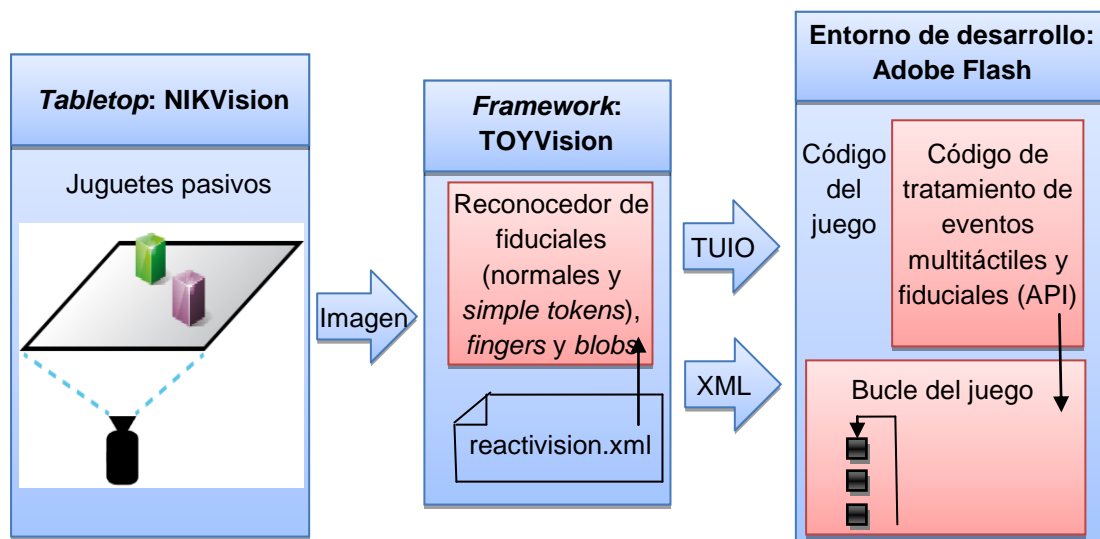 Tabletop: NIKVision
Juguetes pasivos
Imagen
Framework:
TOYVision
Reconocedor de
fiduciales
(normales y
simple tokens),
fingers y blobs
reactivision.xml
TUIO
XML
Entorno de desarrollo:
Adobe Flash
Código
del
juego
Código de
tratamiento de
eventos
multitáctiles y
fiduciales (API)
Bucle del juego